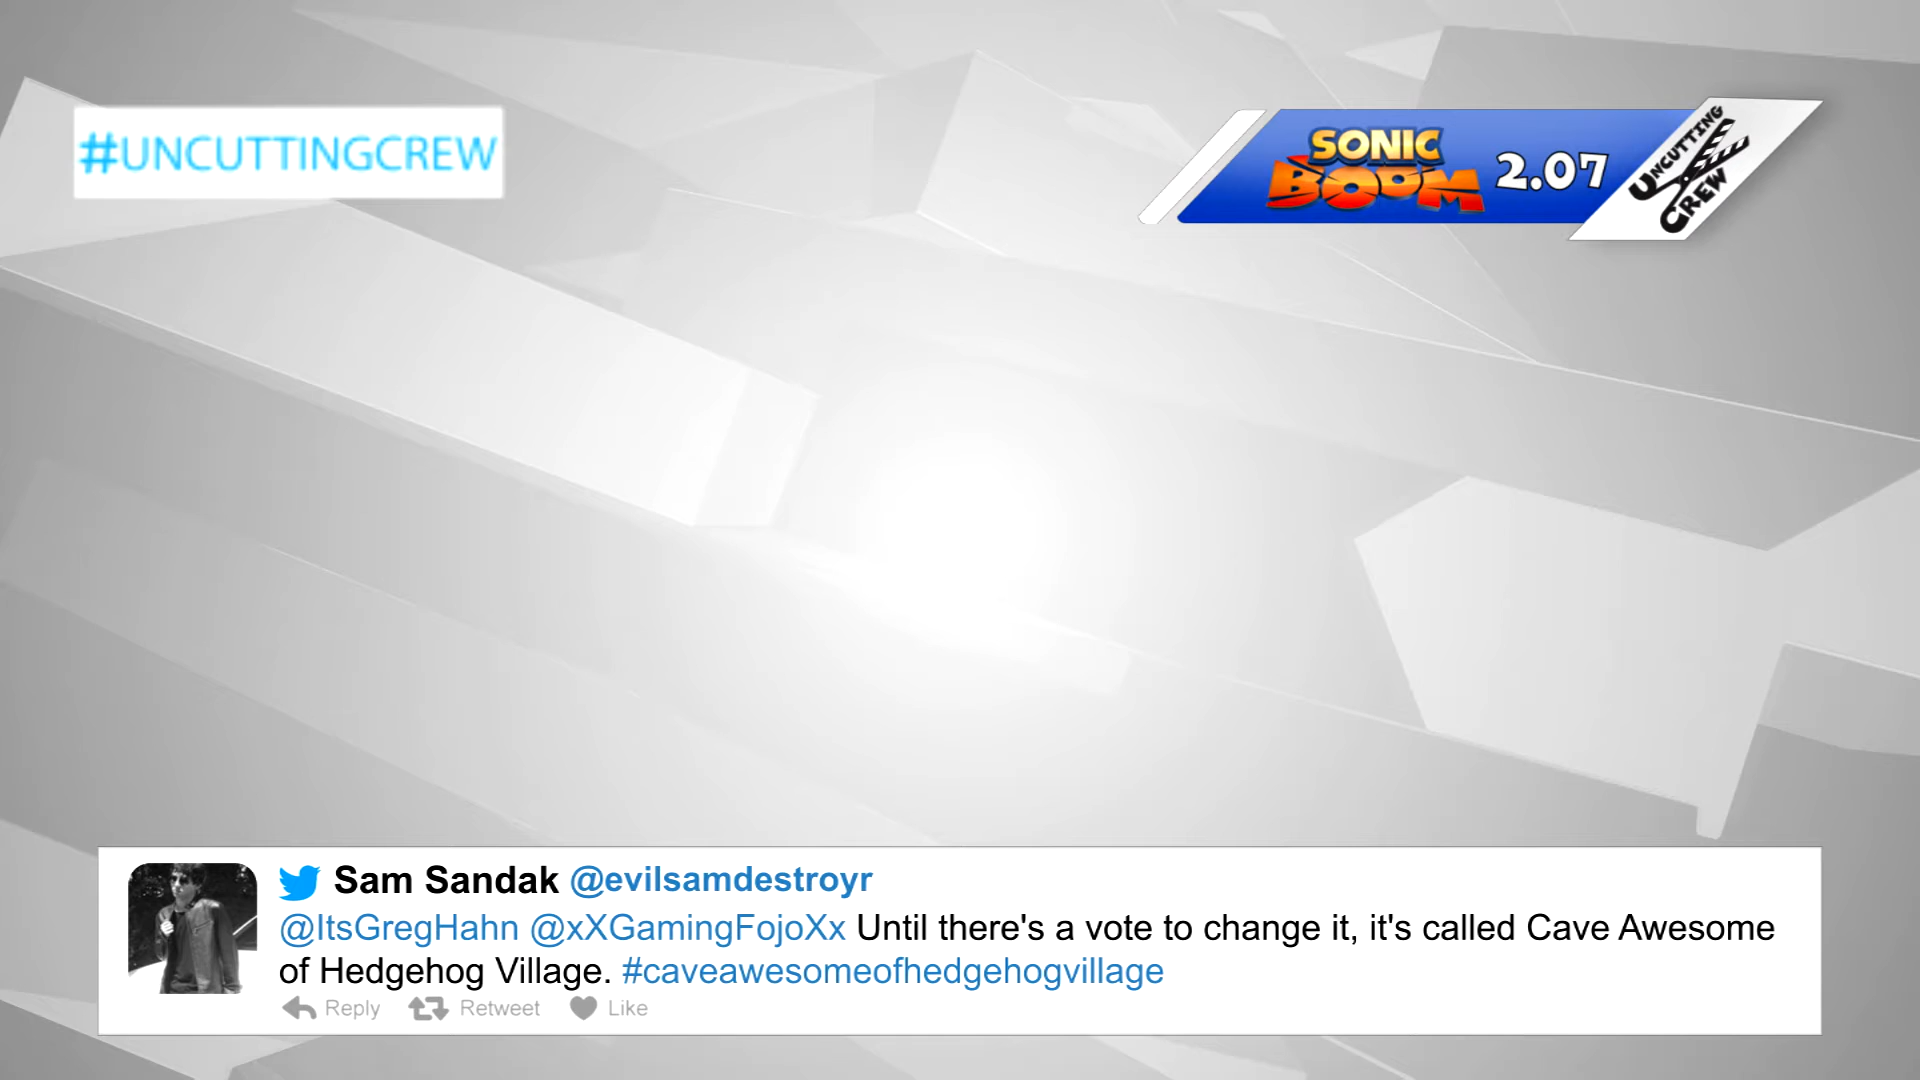 #UNCUTTINGCREW
SONIC
BOOM
2.07
UNCUTTING
CREW
Sam Sandak @evilsamdestroyr
@ItsGregHahn @xXGamingFojoXx Until there's a vote to change it, it's called Cave Awesome
of Hedgehog Village. #caveawesomeofhedgehogvillage
Reply Retweet Like